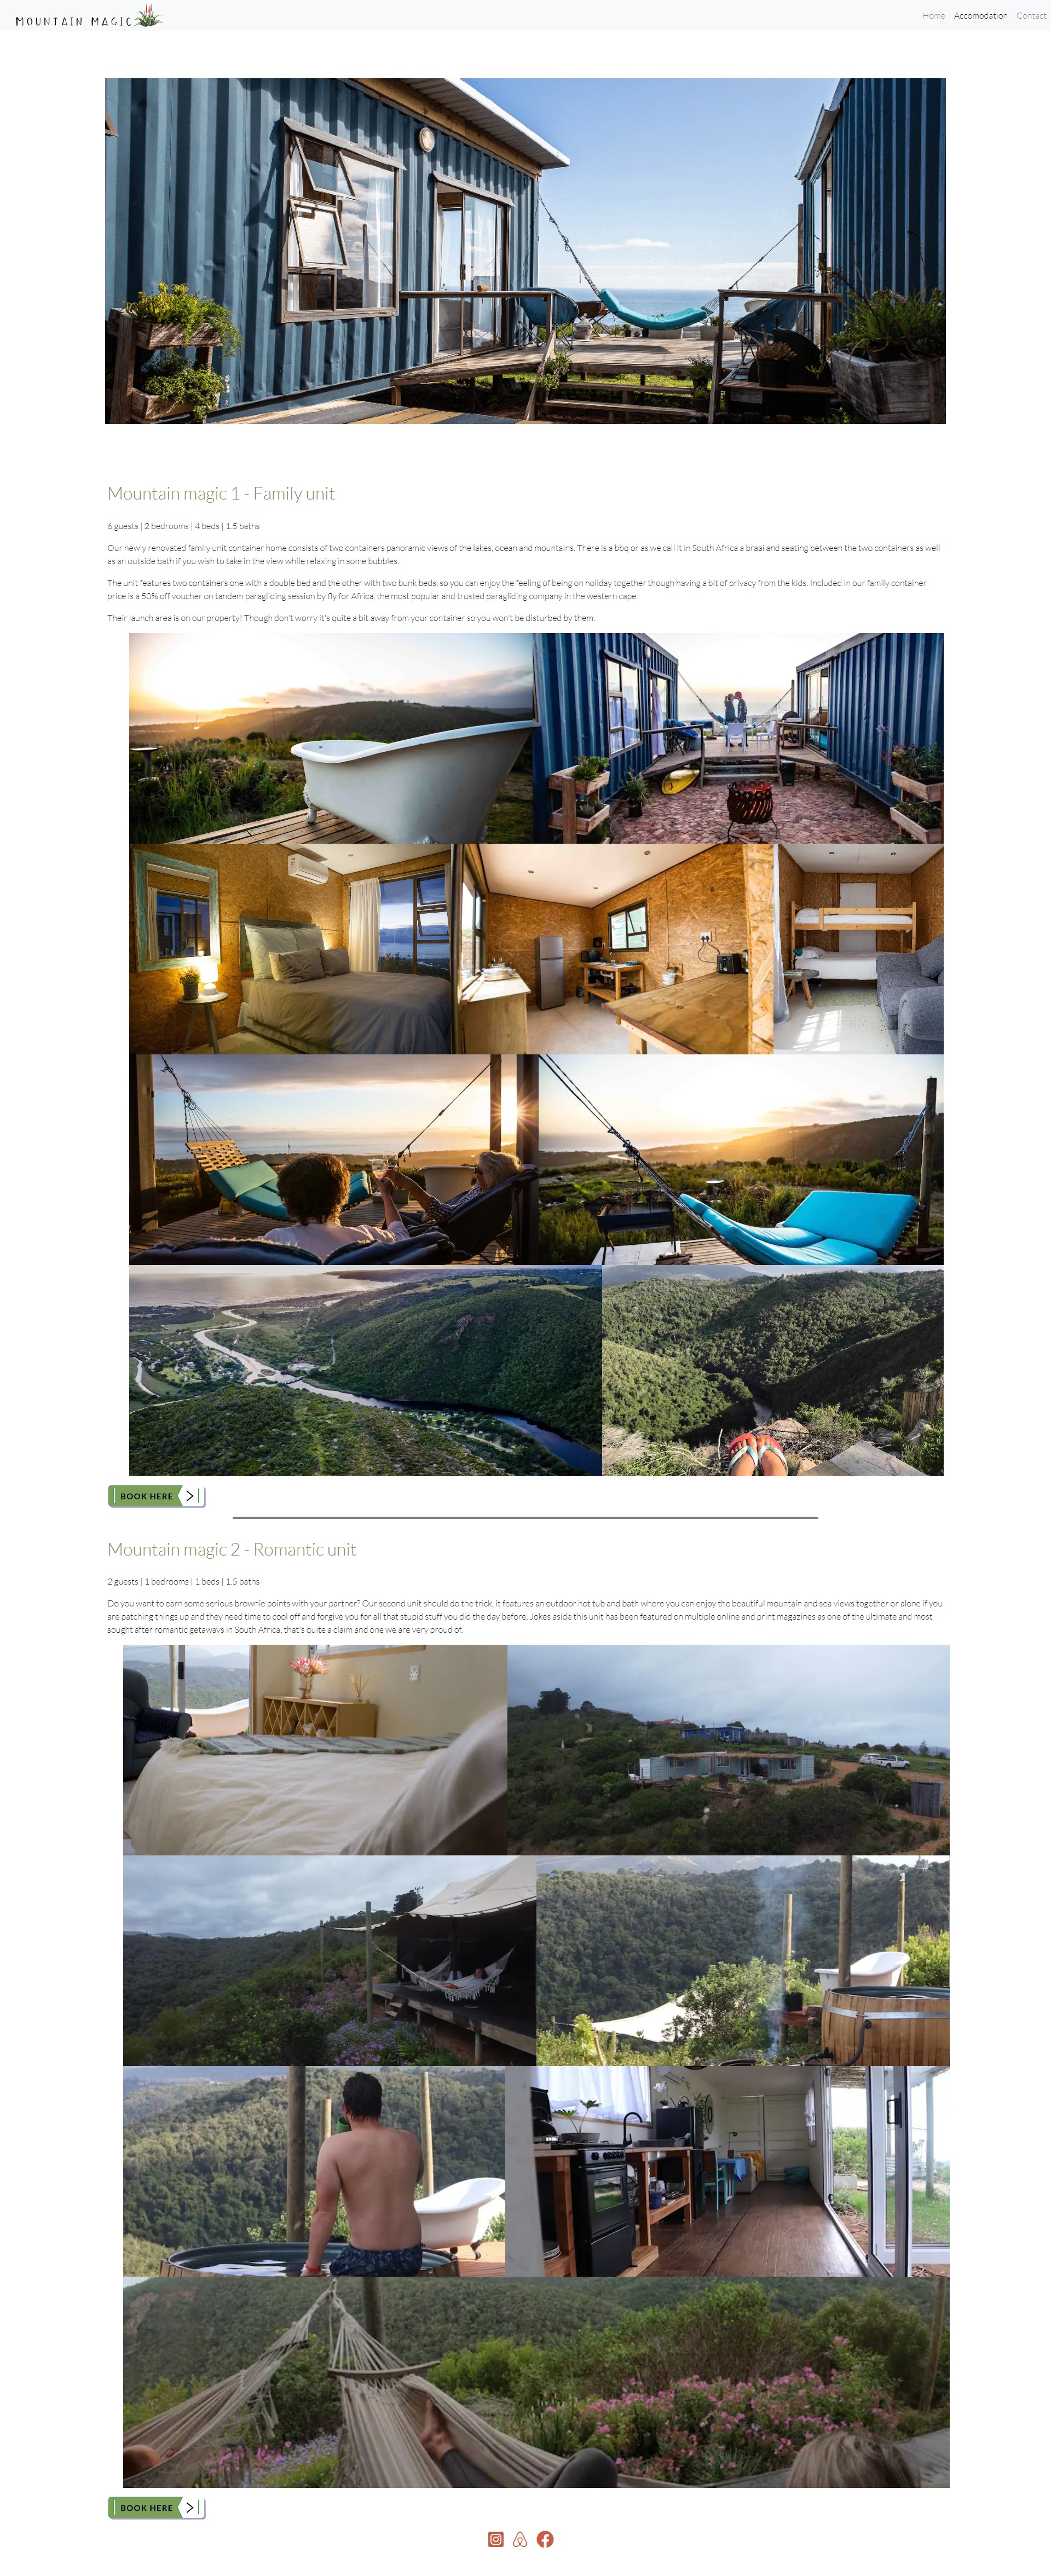 MOUNTAIN MAGIC
Home Accomodation Contact
Mountain magic 1 - Family unit
6 guests | 2 bedrooms | 4 beds | 1.5 baths
Our newly renovated family unit container home consists of two containers panoramic views of the lakes, ocean and mountains. There is a bbq or as we call it in South Africa a braai and seating between the two containers as well
as an outside bath if you wish to take in the view while relaxing in some bubbles.
The unit features two containers one with a double bed and the other with two bunk beds, so you can enjoy the feeling of being on holiday together though having a bit of privacy from the kids. Included in our family container
price is a 50% off voucher on tandem paragliding session by fly for Africa, the most popular and trusted paragliding company in the western cape.
Their launch area is on our property! Though don't worry it's quite a bit away from your container so you won't be disturbed by them.
BOOK HERE
Mountain magic 2 - Romantic unit
2 guests | 1 bedrooms | 1 beds | 1.5 baths
Do you want to earn some serious brownie points with your partner? Our second unit should do the trick, it features an outdoor hot tub and bath where you can enjoy the beautiful mountain and sea views together or alone if you
are patching things up and they need time to cool off and forgive you for all that stupid stuff you did the day before. Jokes aside this unit has been featured on multiple online and print magazines as one of the ultimate and most
sought after romantic getaways in South Africa, that's quite a claim and one we are very proud of.
BOOK HERE